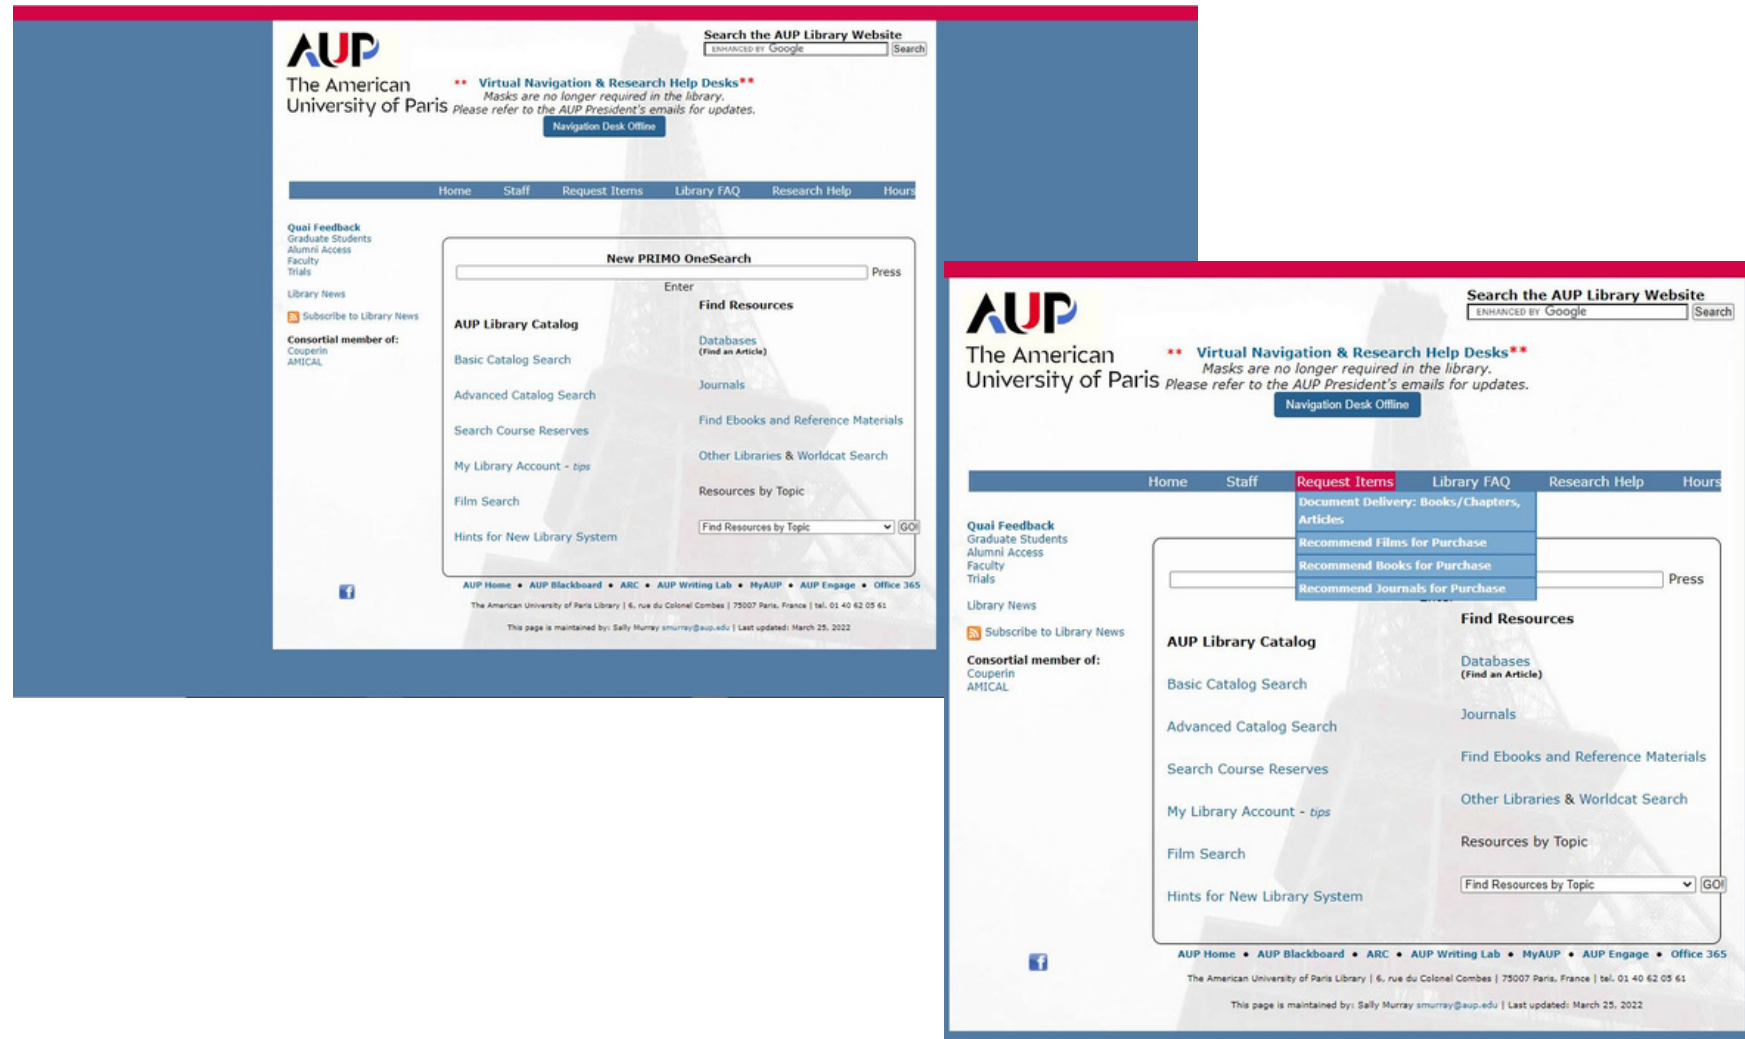 AUP
The American
University of Paris
Search the AUP Library Website
ENHANCED BY Google Search
** Virtual Navigation & Research Help Desks**
Masks are no longer required in the library.
Please refer to the AUP President's emails for updates.
Navigation Desk Offline
Home Staff Request Items Library FAQ Research Help Hours
Quai Feedback
Graduate Students
Alumni Access
Faculty
Trials
Library News
Subscribe to Library News
Consortial member of:
Couperin
AMICAL
New PRIMO OneSearch
Press
Enter
AUP Library Catalog
Basic Catalog Search
Advanced Catalog Search
Search Course Reserves
My Library Account - tips
Film Search
Hints for New Library System
Find Resources
Databases
(Find an Article)
Journals
Find Ebooks and Reference Materials
Other Libraries & Worldcat Search
Resources by Topic
Find Resources by Topic GO!
AUP Home • AUP Blackboard • ARC • AUP Writing Lab • MyAUP • AUP Engage • Office 365
The American University of Paris Library | 6, rue du Colonel Combes | 75007 Paris, France | tel. 01 40 62 05 61
This page is maintained by: Sally Murray smurray@aup.edu | Last updated: March 25, 2022
AUP
The American
University of Paris
Search the AUP Library Website
ENHANCED BY Google Search
** Virtual Navigation & Research Help Desks**
Masks are no longer required in the library.
Please refer to the AUP President's emails for updates.
Navigation Desk Offline
Home Staff Request Items Library FAQ Research Help Hours
Document Delivery: Books/Chapters,
Articles
Recommend Films for Purchase
Recommend Books for Purchase
Recommend Journals for Purchase
Quai Feedback
Graduate Students
Alumni Access
Faculty
Trials
Library News
Subscribe to Library News
Consortial member of:
Couperin
AMICAL
Press
AUP Library Catalog
Basic Catalog Search
Advanced Catalog Search
Search Course Reserves
My Library Account - tips
Film Search
Hints for New Library System
Find Resources
Databases
(Find an Article)
Journals
Find Ebooks and Reference Materials
Other Libraries & Worldcat Search
Resources by Topic
Find Resources by Topic GO!
AUP Home • AUP Blackboard • ARC • AUP Writing Lab • MyAUP • AUP Engage • Office 365
The American University of Paris Library | 6, rue du Colonel Combes | 75007 Paris, France | tel. 01 40 62 05 61
This page is maintained by: Sally Murray smurray@aup.edu | Last updated: March 25, 2022